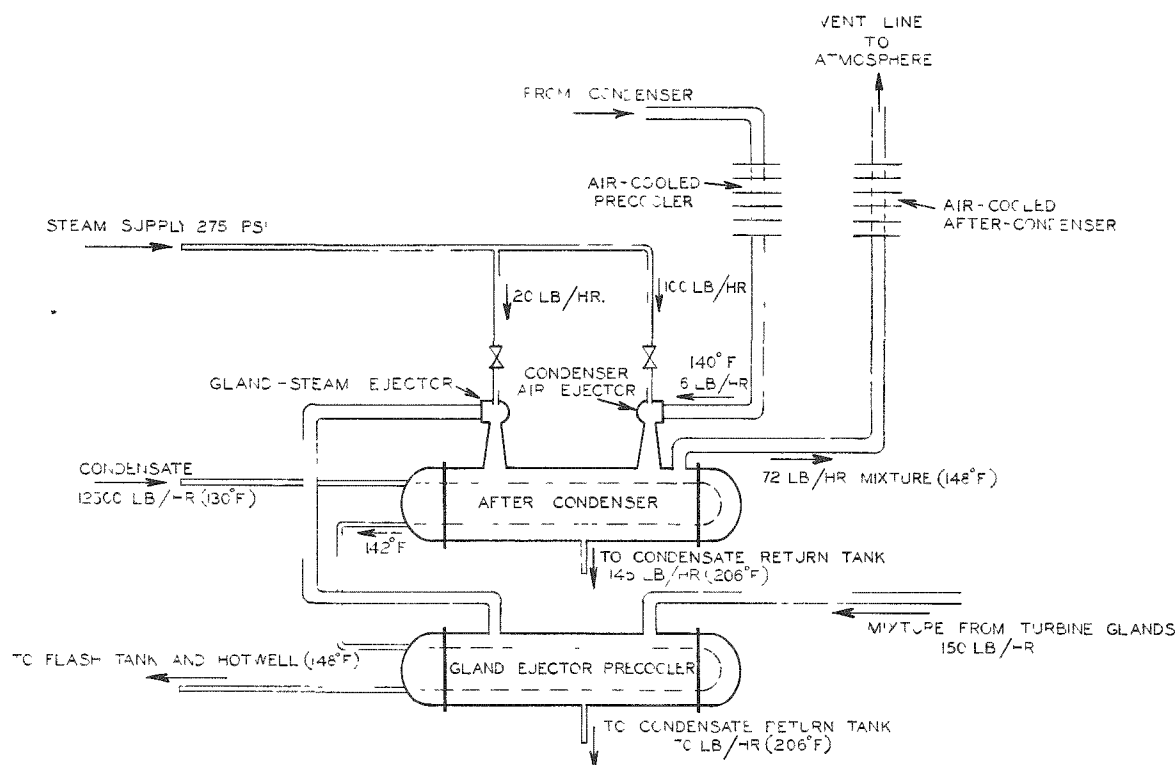 VENT LINE
TO
ATMOSPHERE
FROM CONDENSER
AIR-COOLED
PRECOOLER
AIR-COOLED
AFTER-CONDENSER
STEAM SUPPLY 275 PSI
20 LB/HR.
100 LB/HR
140°F
6 LB/HR
CONDENSER
AIR EJECTOR
GLAND-STEAM EJECTOR
CONDENSATE
12500 LB/HR (130°F)
AFTER CONDENSER
72 LB/HR MIXTURE (148°F)
142°F
TO CONDENSATE RETURN TANK
145 LB/HR (206°F)
MIXTURE FROM TURBINE GLANDS
150 LB/HR
TO FLASH TANK AND HOTWELL (148°F)
GLAND EJECTOR PRECOOLER
TO CONDENSATE RETURN TANK
70 LB/HR (206°F)